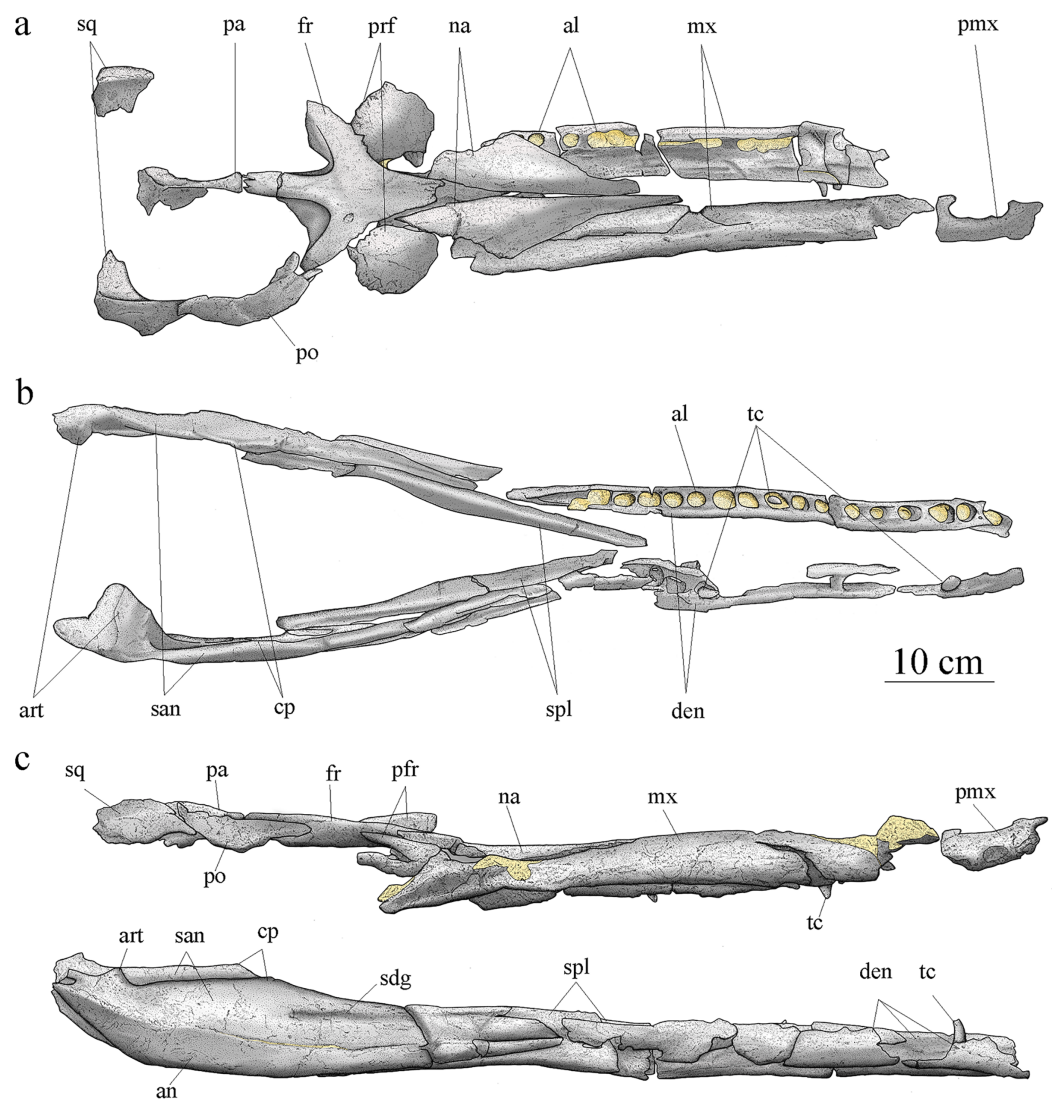 a sq pa fr prf na al mx pmx
po
b al tc
10 cm
art san cp spl den
c sq pa fr pfr na mx pmx
po tc
art san cp sdg spl den tc
an